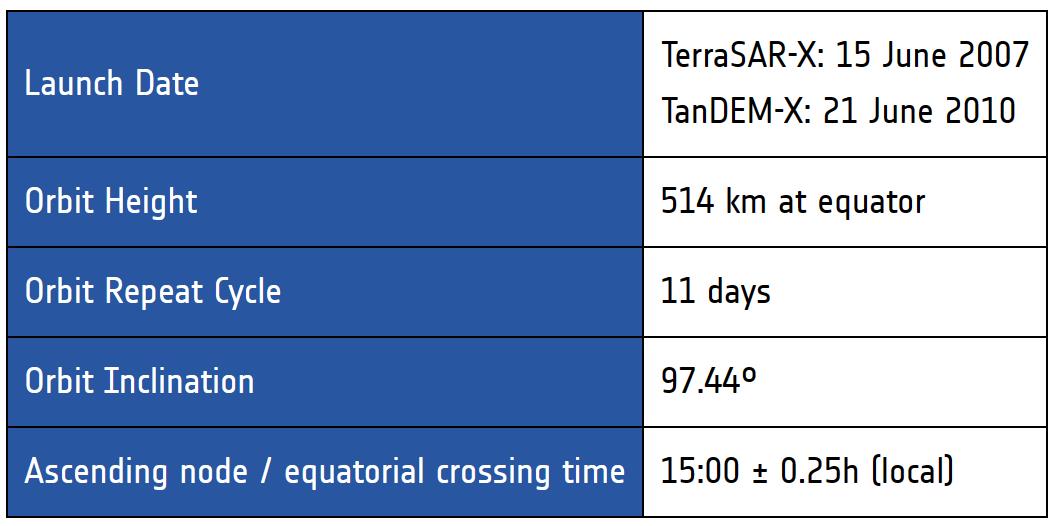 Launch Date
TerraSAR-X: 15 June 2007
TanDEM-X: 21 June 2010
Orbit Height
514 km at equator
Orbit Repeat Cycle
11 days
Orbit Inclination
97.44º
Ascending node / equatorial crossing time
15:00 ± 0.25h (local)